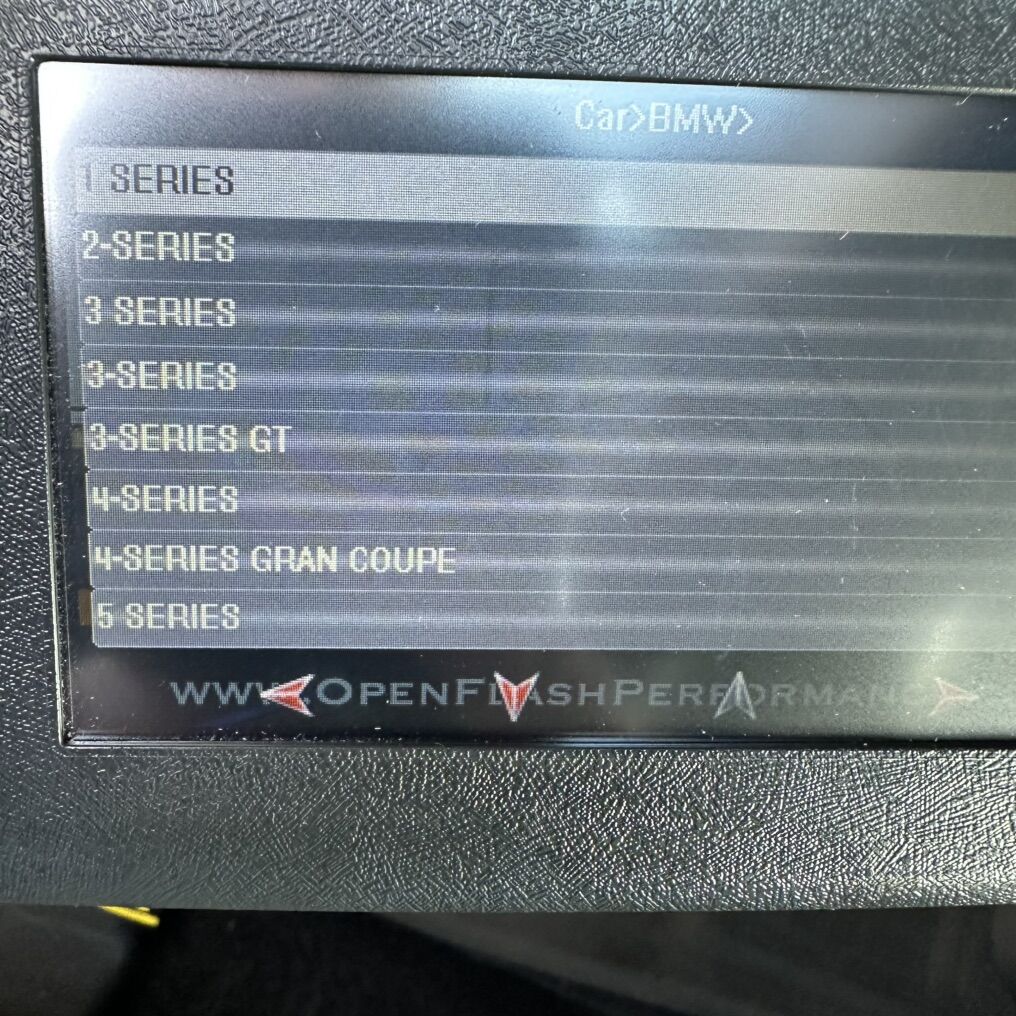 Car>BMW>
1 SERIES
2-SERIES
3 SERIES
3-SERIES
3-SERIES GT
4-SERIES
4-SERIES GRAN COUPE
5 SERIES